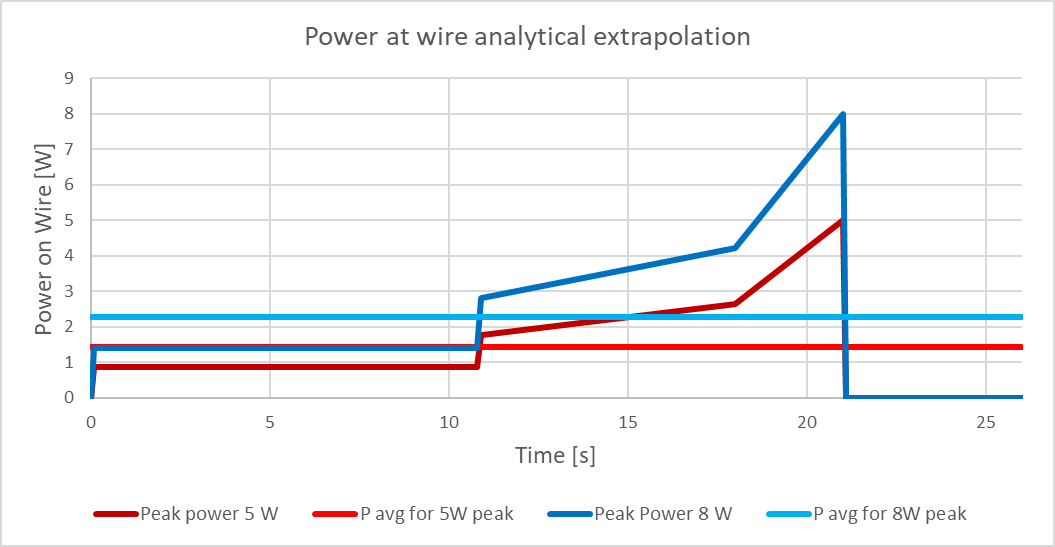 Power at wire analytical extrapolation
9
8
7
6
5
4
3
2
1
0
Power on Wire [W]
0 5 10 15 20 25
Time [s]
Peak power 5 W P avg for 5W peak Peak Power 8 W P avg for 8W peak